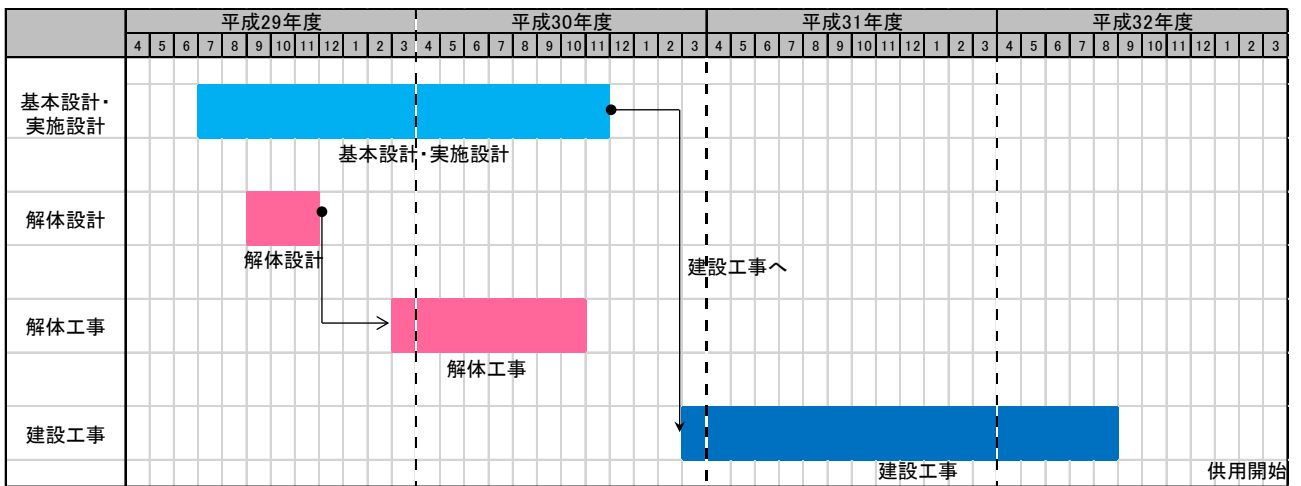 平成29年度 平成30年度 平成31年度 平成32年度
4 5 6 7 8 9 10 11 12 1 2 3 4 5 6 7 8 9 10 11 12 1 2 3 4 5 6 7 8 9 10 11 12 1 2 3 4 5 6 7 8 9 10 11 12 1 2 3
基本設計・
実施設計
基本設計・実施設計
解体設計
解体設計
建設工事へ
解体工事
解体工事
建設工事
建設工事 供用開始